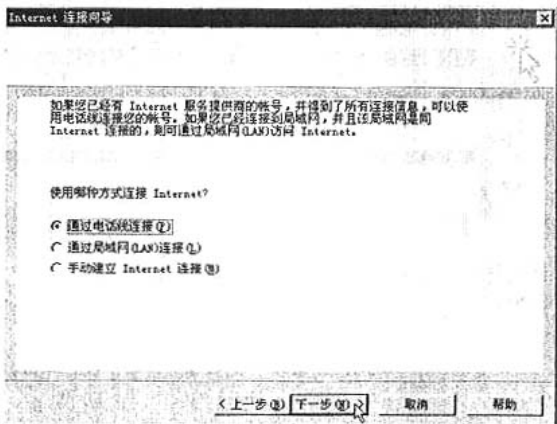 Internet 连接向导
如果您已经有 Internet 服务提供商的帐号，并得到了所有连接信息，可以使
用电话线连接您的帐号。如果您已经连接到局域网，并且该局域网是同
Internet 连接的，则可通过局域网(LAN)访问 Internet。
使用哪种方式连接 Internet?
通过电话线连接(P)
通过局域网(LAN)连接(L)
手动建立 Internet 连接(M)
< 上一步(B) 下一步(N) > 取消 帮助